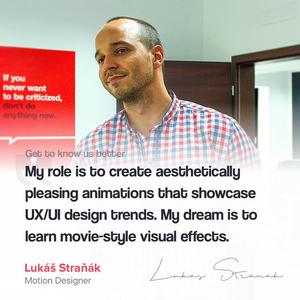 If you
never want
to be criticized,
don't do
anything new.
Get to know us better
My role is to create aesthetically
pleasing animations that showcase
UX/UI design trends. My dream is to
learn movie-style visual effects.
Lukáš Straňák
Motion Designer
Lukas Stranak